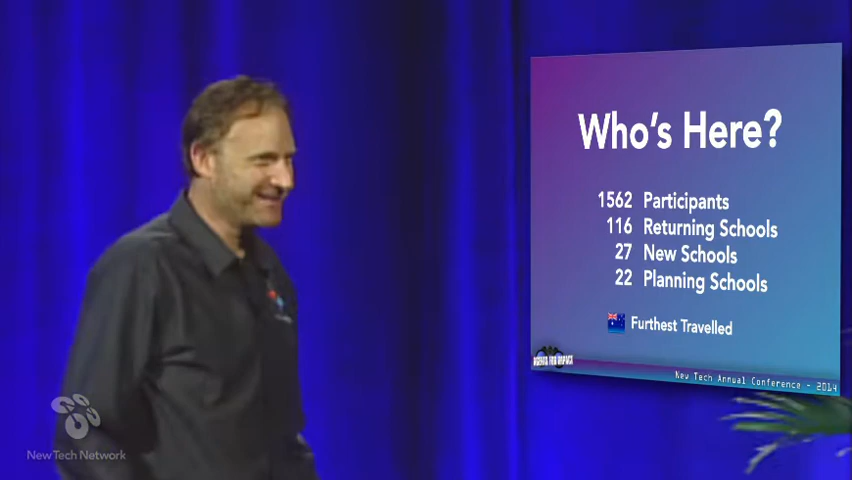 Who's Here?
1562 Participants
116 Returning Schools
27 New Schools
22 Planning Schools
Furthest Travelled
New Tech Annual Conference - 2014
New Tech Network